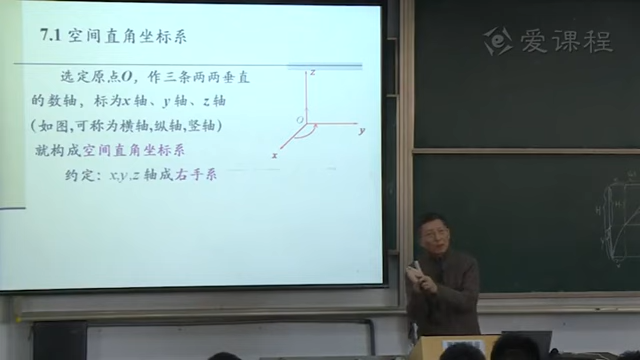 7.1 空间直角坐标系
选定原点O，作三条两两垂直
的数轴，标为x轴、y轴、z轴
(如图,可称为横轴,纵轴,竖轴)
就构成空间直角坐标系
约定：x,y,z轴成右手系
z
O
y
x
e爱课程